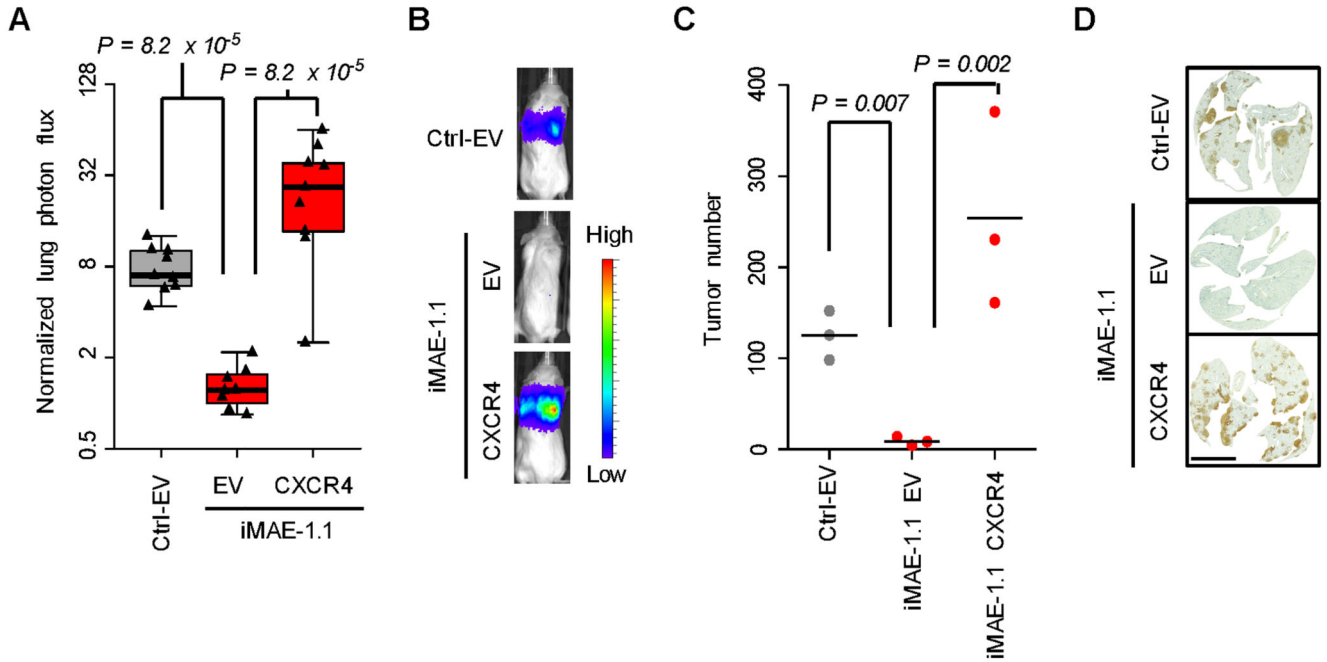 A
P = 8.2 x 10-5
P = 8.2 x 10-5
Normalized lung photon flux
128
32
8
2
0.5
Ctrl-EV
EV
CXCR4
iMAE-1.1
B
Ctrl-EV
iMAE-1.1
EV
CXCR4
High
Low
C
P = 0.002
P = 0.007
Tumor number
400
300
200
100
0
Ctrl-EV
iMAE-1.1 EV
iMAE-1.1 CXCR4
D
Ctrl-EV
iMAE-1.1
EV
CXCR4